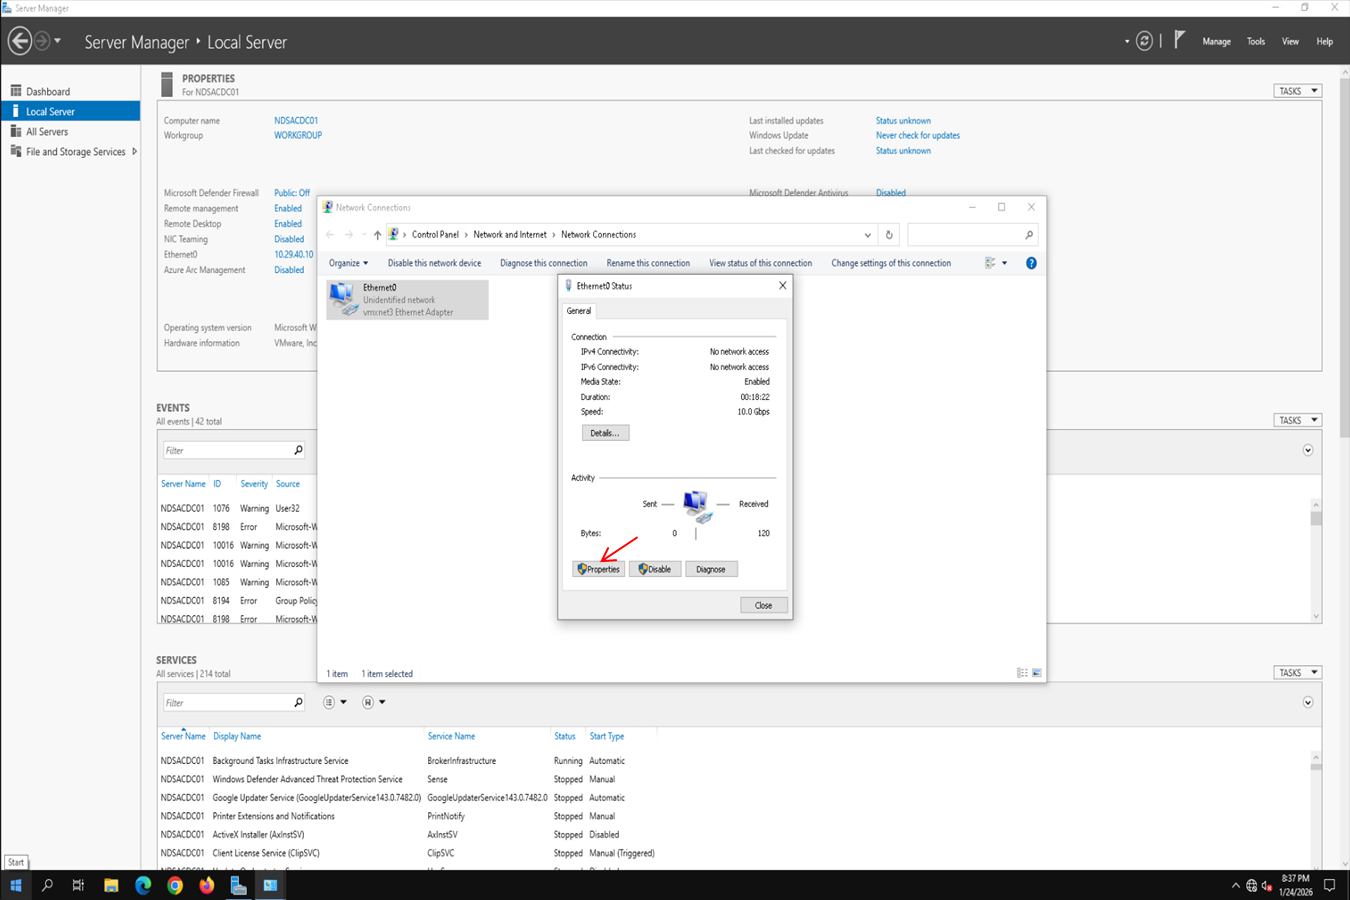 Server Manager
Server Manager • Local Server
Manage Tools View Help
Dashboard
Local Server
All Servers
File and Storage Services
PROPERTIES
For NDSACDC01
TASKS
Computer name NDSACDC01
Workgroup WORKGROUP
Last installed updates Status unknown
Windows Update Never check for updates
Last checked for updates Status unknown
Microsoft Defender Firewall Public: Off
Remote management Enabled
Remote Desktop Enabled
NIC Teaming Disabled
Ethernet0 10.29.40.10
Azure Arc Management Disabled
Microsoft Defender Antivirus Disabled
Operating system version Microsoft W
Hardware information VMware, Inc
Network Connections
Control Panel › Network and Internet › Network Connections
Organize Disable this network device Diagnose this connection Rename this connection View status of this connection Change settings of this connection
Ethernet0
Unidentified network
vmxnet3 Ethernet Adapter
Ethernet0 Status
General
Connection
IPv4 Connectivity: No network access
IPv6 Connectivity: No network access
Media State: Enabled
Duration: 00:18:22
Speed: 10.0 Gbps
Details...
Activity
Sent — — Received
Bytes: 0 120
Properties Disable Diagnose
Close
1 item 1 item selected
EVENTS
All events | 42 total
TASKS
Filter
Server Name ID Severity Source
NDSACDC01 1076 Warning User32
NDSACDC01 8198 Error Microsoft-W
NDSACDC01 10016 Warning Microsoft-W
NDSACDC01 10016 Warning Microsoft-W
NDSACDC01 1085 Warning Microsoft-W
NDSACDC01 8194 Error Group Policy
NDSACDC01 8198 Error Microsoft-W
SERVICES
All services | 214 total
TASKS
Filter
Server Name Display Name Service Name Status Start Type
NDSACDC01 Background Tasks Infrastructure Service BrokerInfrastructure Running Automatic
NDSACDC01 Windows Defender Advanced Threat Protection Service Sense Stopped Manual
NDSACDC01 Google Updater Service (GoogleUpdaterService143.0.7482.0) GoogleUpdaterService143.0.7482.0 Stopped Automatic
NDSACDC01 Printer Extensions and Notifications PrintNotify Stopped Manual
NDSACDC01 ActiveX Installer (AxInstSV) AxInstSV Stopped Disabled
NDSACDC01 Client License Service (ClipSVC) ClipSVC Stopped Manual (Triggered)
Start
8:37 PM
1/24/2026